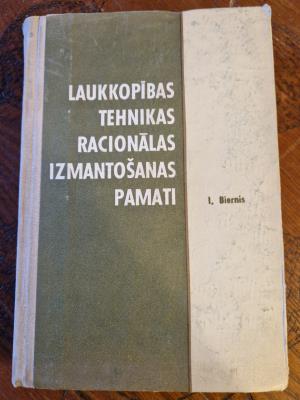 LAUKKOPĪBAS
TEHNIKAS
RACIONĀLAS
IZMANTOŠANAS
PAMATI
I. Biernis